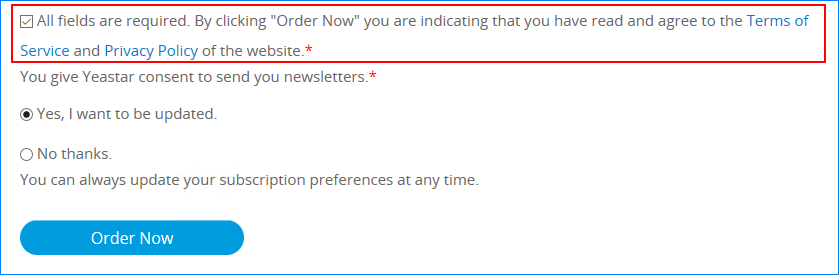 All fields are required. By clicking "Order Now" you are indicating that you have read and agree to the Terms of
Service and Privacy Policy of the website.*
You give Yeastar consent to send you newsletters.*
Yes, I want to be updated.
No thanks.
You can always update your subscription preferences at any time.
Order Now